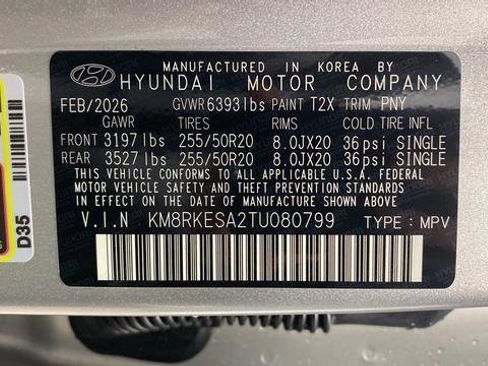 MANUFACTURED IN KOREA BY
HYUNDAI MOTOR COMPANY
FEB/2026 GVWR 6393lbs PAINT T2X TRIM PNY
GAWR TIRES RIMS COLD TIRE INFL
FRONT 3197lbs 255/50R20 8.0JX20 36psi SINGLE
REAR 3527lbs 255/50R20 8.0JX20 36psi SINGLE
THIS VEHICLE CONFORMS TO ALL APPLICABLE U.S.A.FEDERAL
MOTOR VEHICLE SAFETY AND THEFT PREVENTION STANDARDS
IN EFFECT ON THE DATE OF MANUFACTURE SHOWN ABOVE.
V.I.N KM8RKESA2TU080799 TYPE : MPV
D35